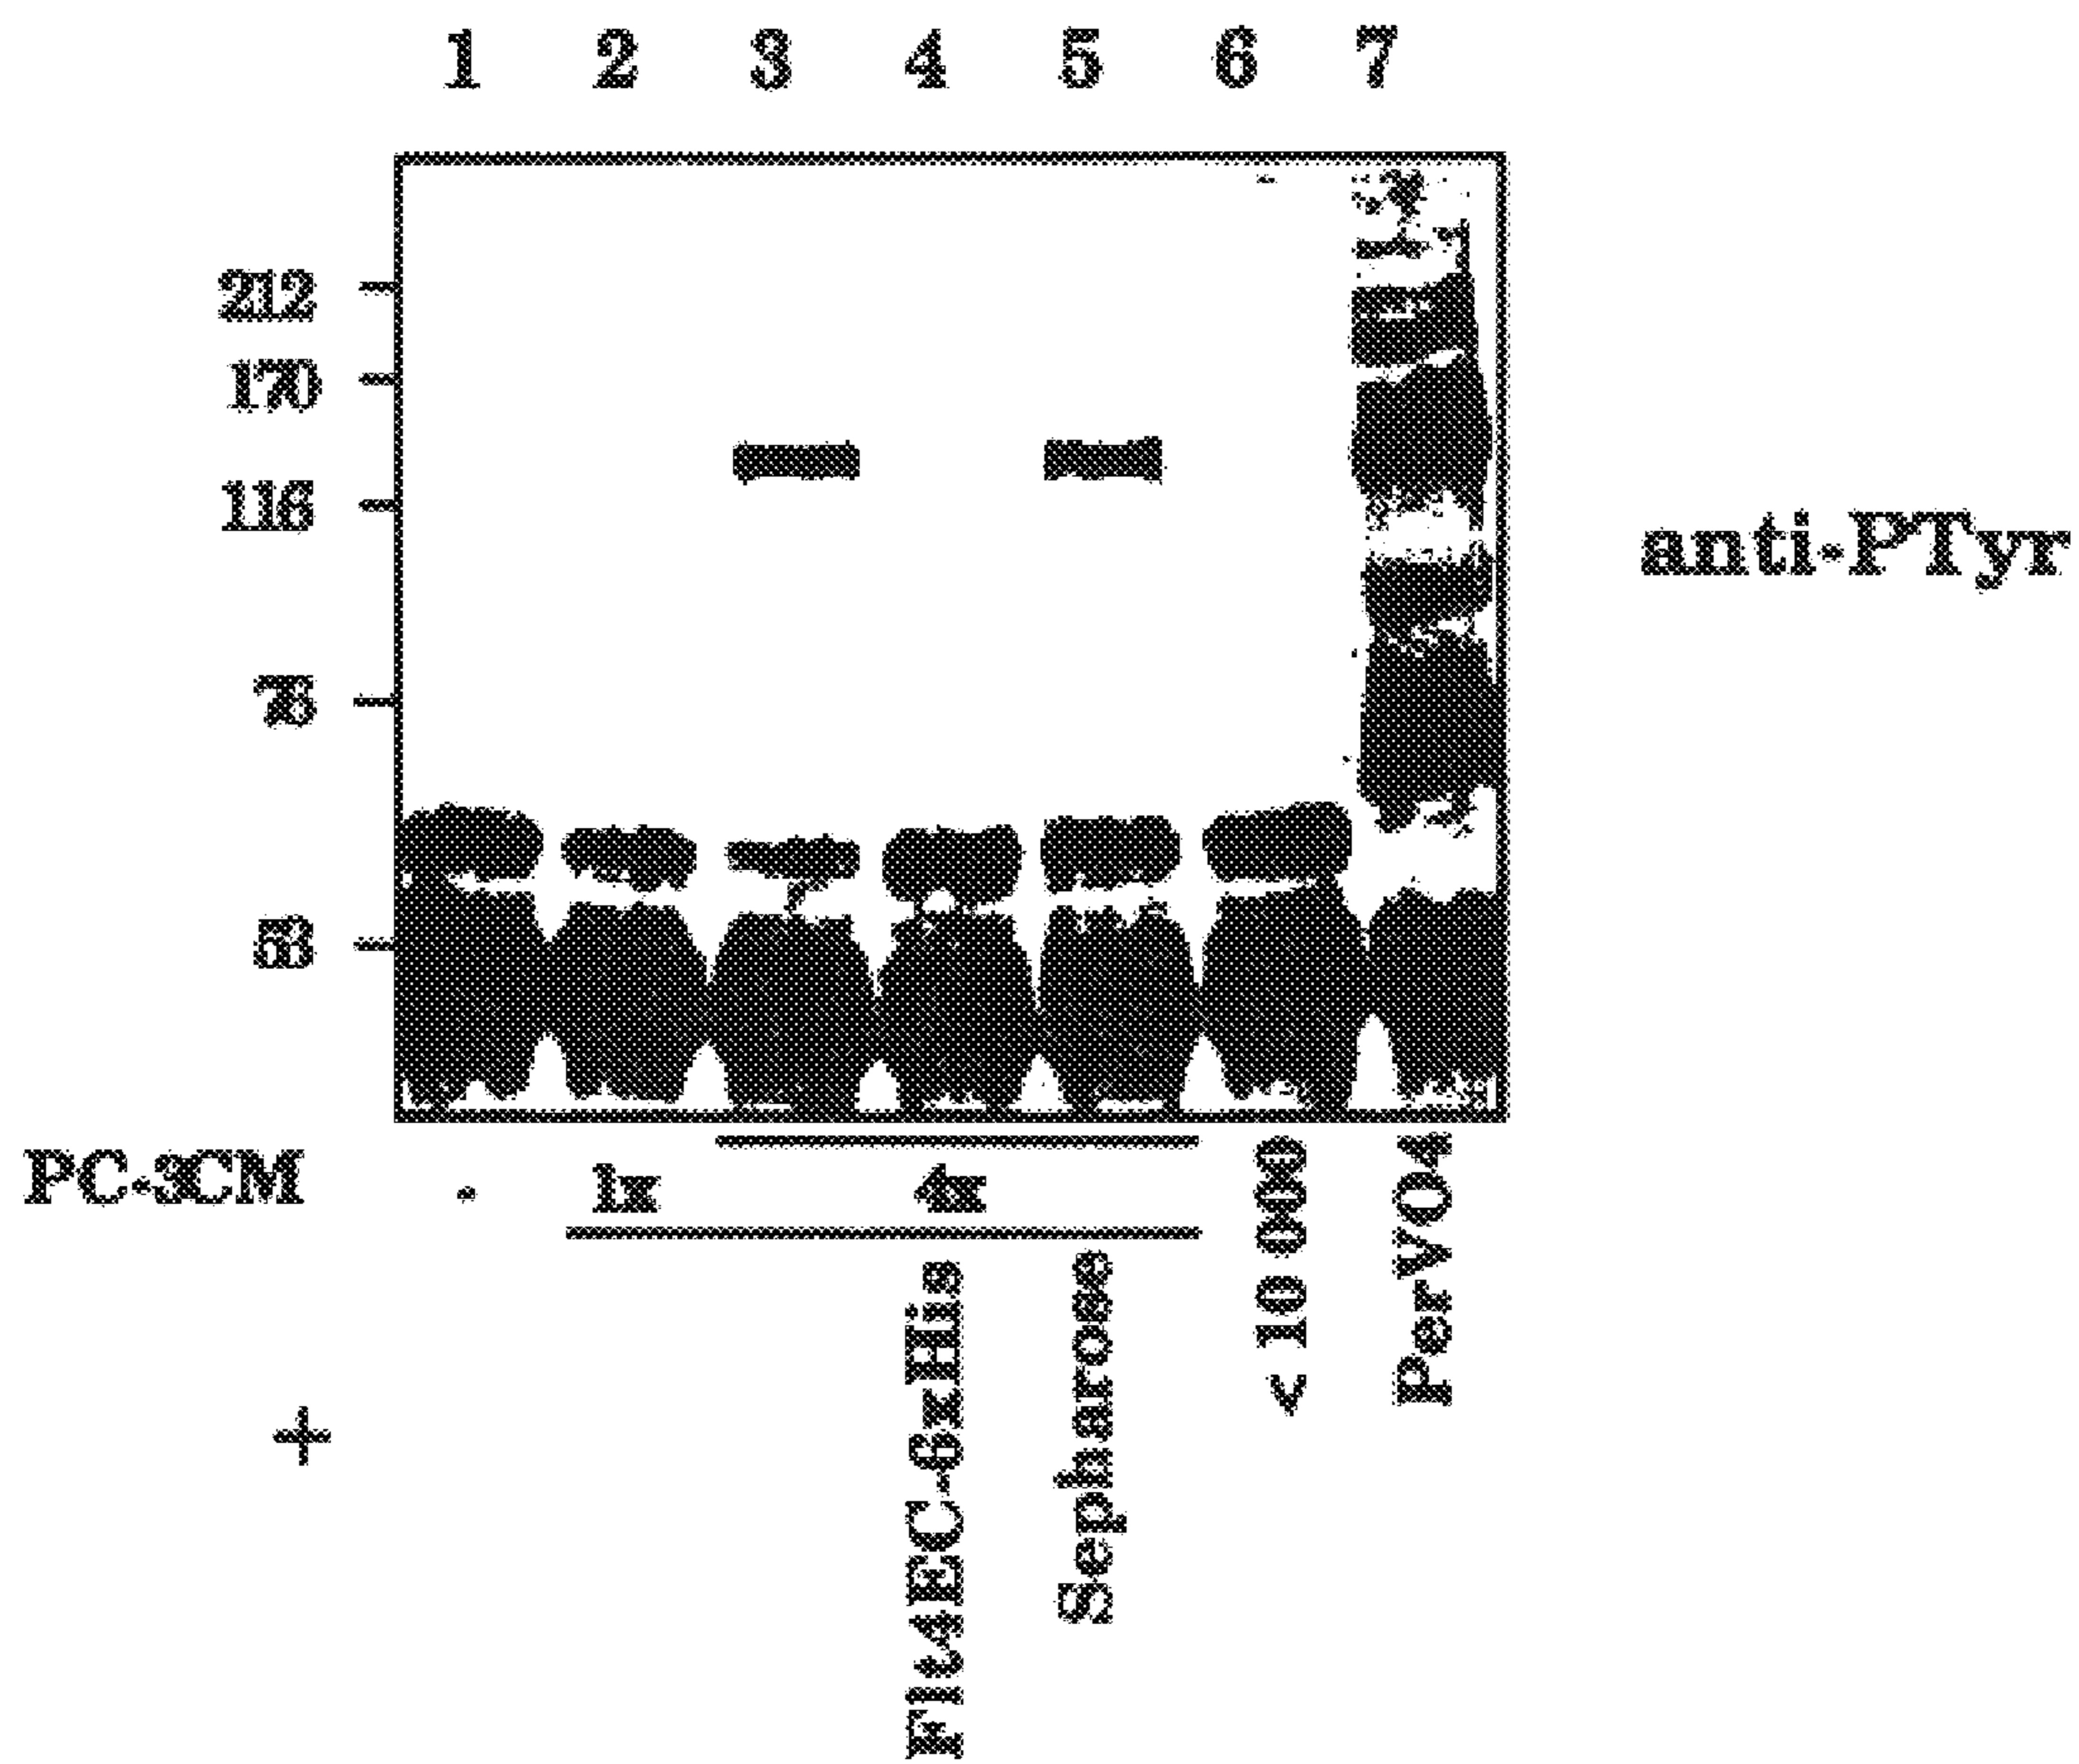 1 2 3 4 5 6 7
212
170
116
76
53
anti-PTyr
PC-3CM - 1x 4x < 10 000 PerVO4
+ Flt4EC-6xHis Sepharose